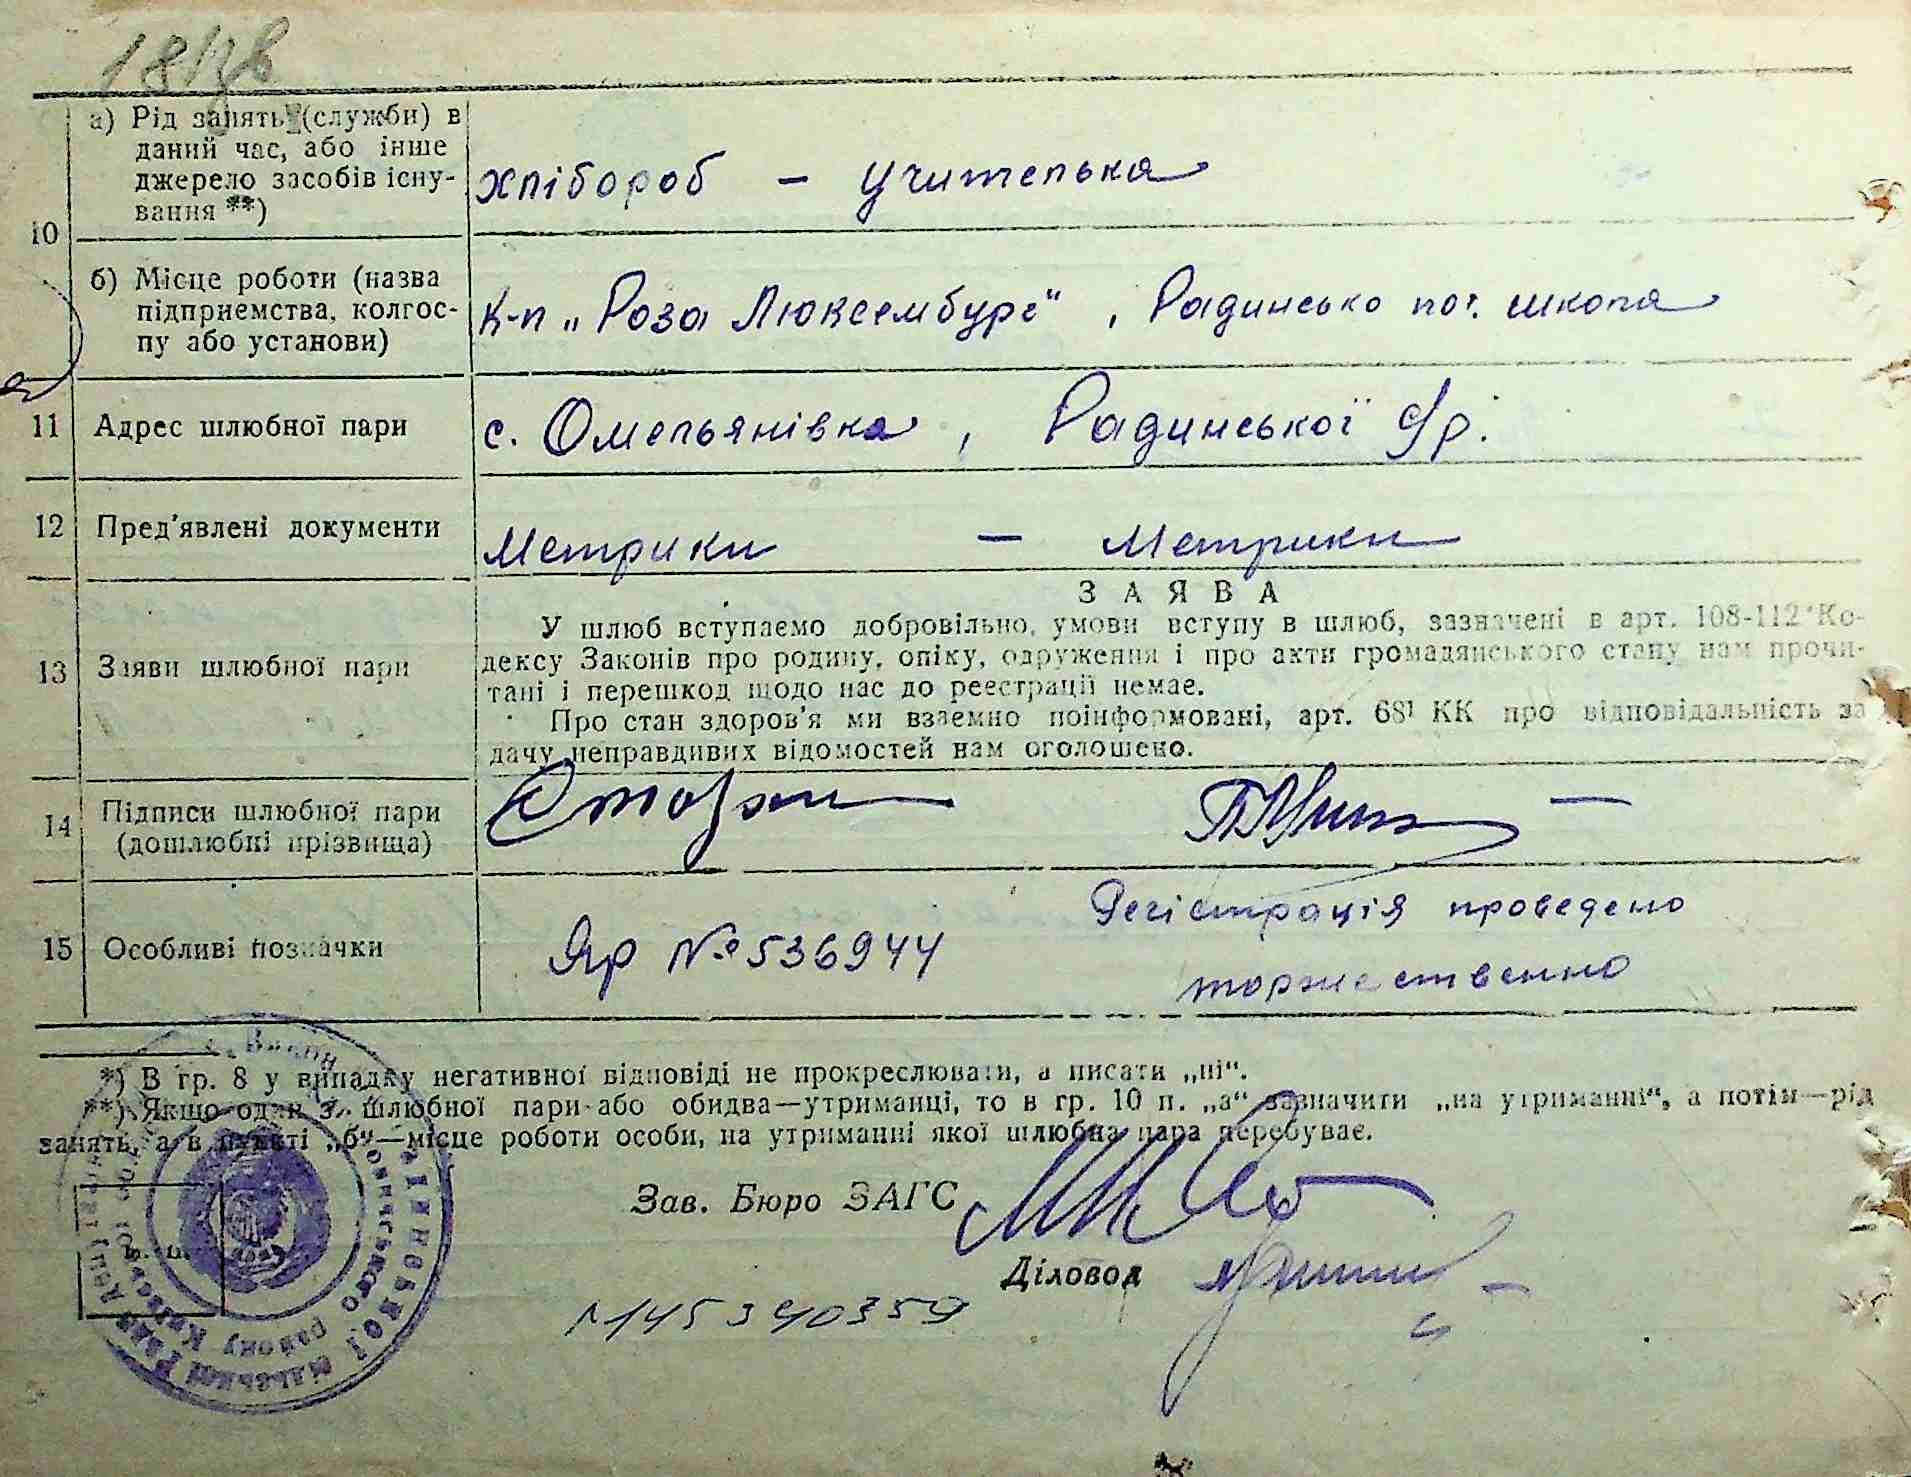 а) Рід занять (служби) в
даний час, або інше
джерело засобів існу-
вання **)
10
хлібороб – учителька
б) Місце роботи (назва
підприємства, колгос-
пу або установи)
к-п „Роза Люксембург“, Радинсько поч. школа
11 Адрес шлюбної пари
с. Омельянівка, Радинської с/р.
12 Пред'явлені документи
Метрики – Метрики
ЗАЯВА
13 Заяви шлюбної пари
У шлюб вступаємо добровільно, умови вступу в шлюб, зазначені в арт. 108-112 Ко-
дексу Законів про родину, опіку, одруження і про акти громадянського стану нам прочи-
тані і перешкод щодо нас до реєстрації немає.
Про стан здоров'я ми взаємно поінформовані, арт. 68¹ КК про відповідальність за
дачу неправдивих відомостей нам оголошено.
14 Підписи шлюбної пари
(дошлюбні прізвища)
15 Особливі позначки
Яр №536944
Регістрація проведено
торжественно
*) В гр. 8 у випадку негативної відповіді не прокреслювати, а писати „ні“.
**) Якщо один з шлюбної пари або обидва—утриманці, то в гр. 10 п. „а“ зазначити „на утриманні“, а потім—рід
занять, а в пункті „б“—місце роботи особи, на утриманні якої шлюбна пара перебуває.
Зав. Бюро ЗАГС
Діловод
145340359